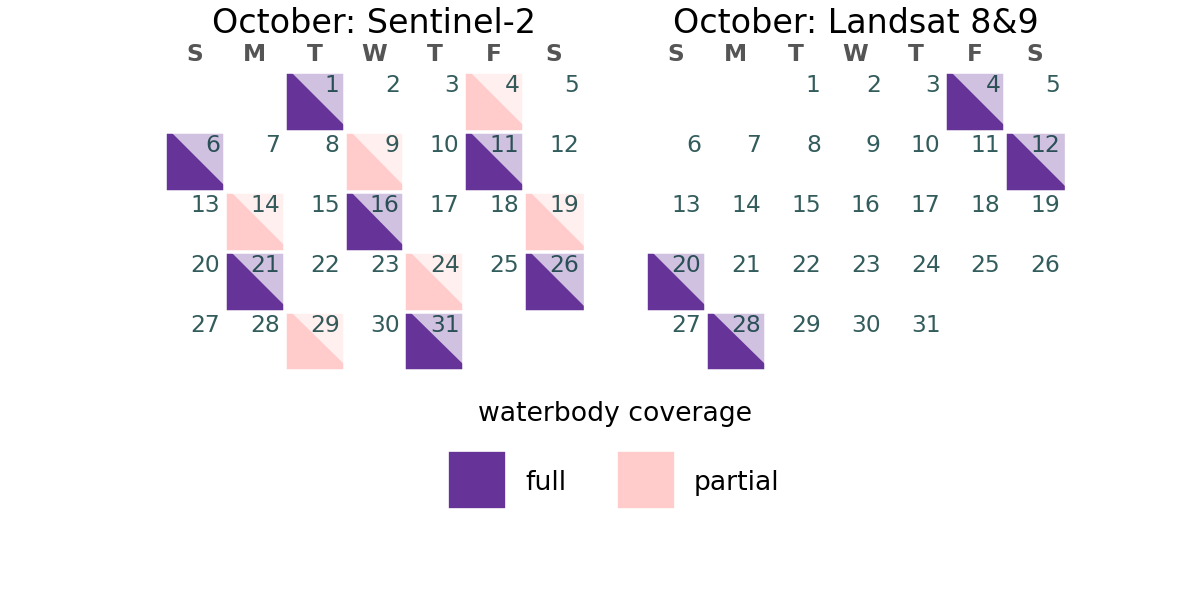 October: Sentinel-2
S M T W T F S
1 2 3 4 5
6 7 8 9 10 11 12
13 14 15 16 17 18 19
20 21 22 23 24 25 26
27 28 29 30 31
October: Landsat 8&9
S M T W T F S
1 2 3 4 5
6 7 8 9 10 11 12
13 14 15 16 17 18 19
20 21 22 23 24 25 26
27 28 29 30 31
waterbody coverage
full
partial